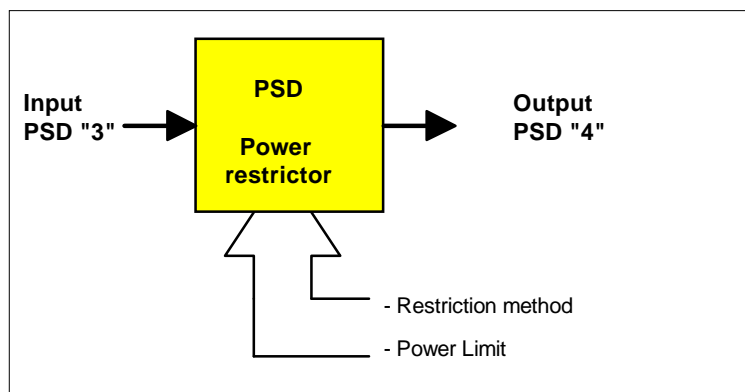 Input
PSD "3"
PSD
Power
restrictor
Output
PSD "4"
- Restriction method
- Power Limit